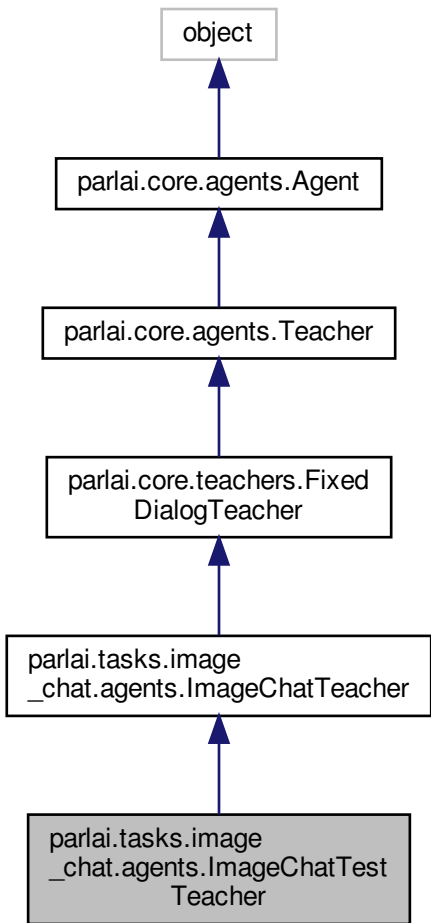 object
parlai.core.agents.Agent
parlai.core.agents.Teacher
parlai.core.teachers.Fixed
DialogTeacher
parlai.tasks.image
_chat.agents.ImageChatTeacher
parlai.tasks.image
_chat.agents.ImageChatTest
Teacher